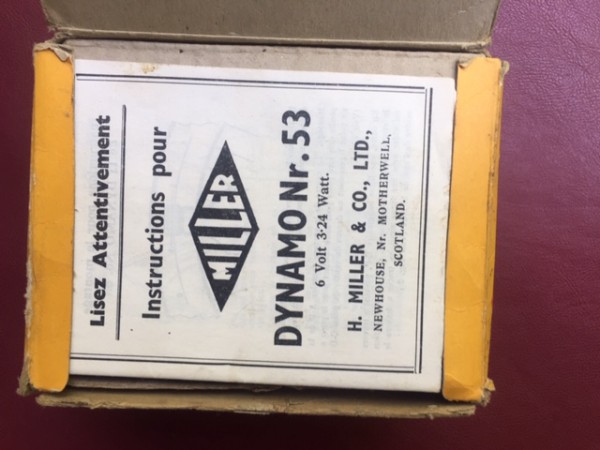 Lisez Attentivement
Instructions pour
MILLER
DYNAMO Nr. 53
6 Volt 3·24 Watt.
H. MILLER & CO., LTD.,
NEWHOUSE, Nr. MOTHERWELL,
SCOTLAND.